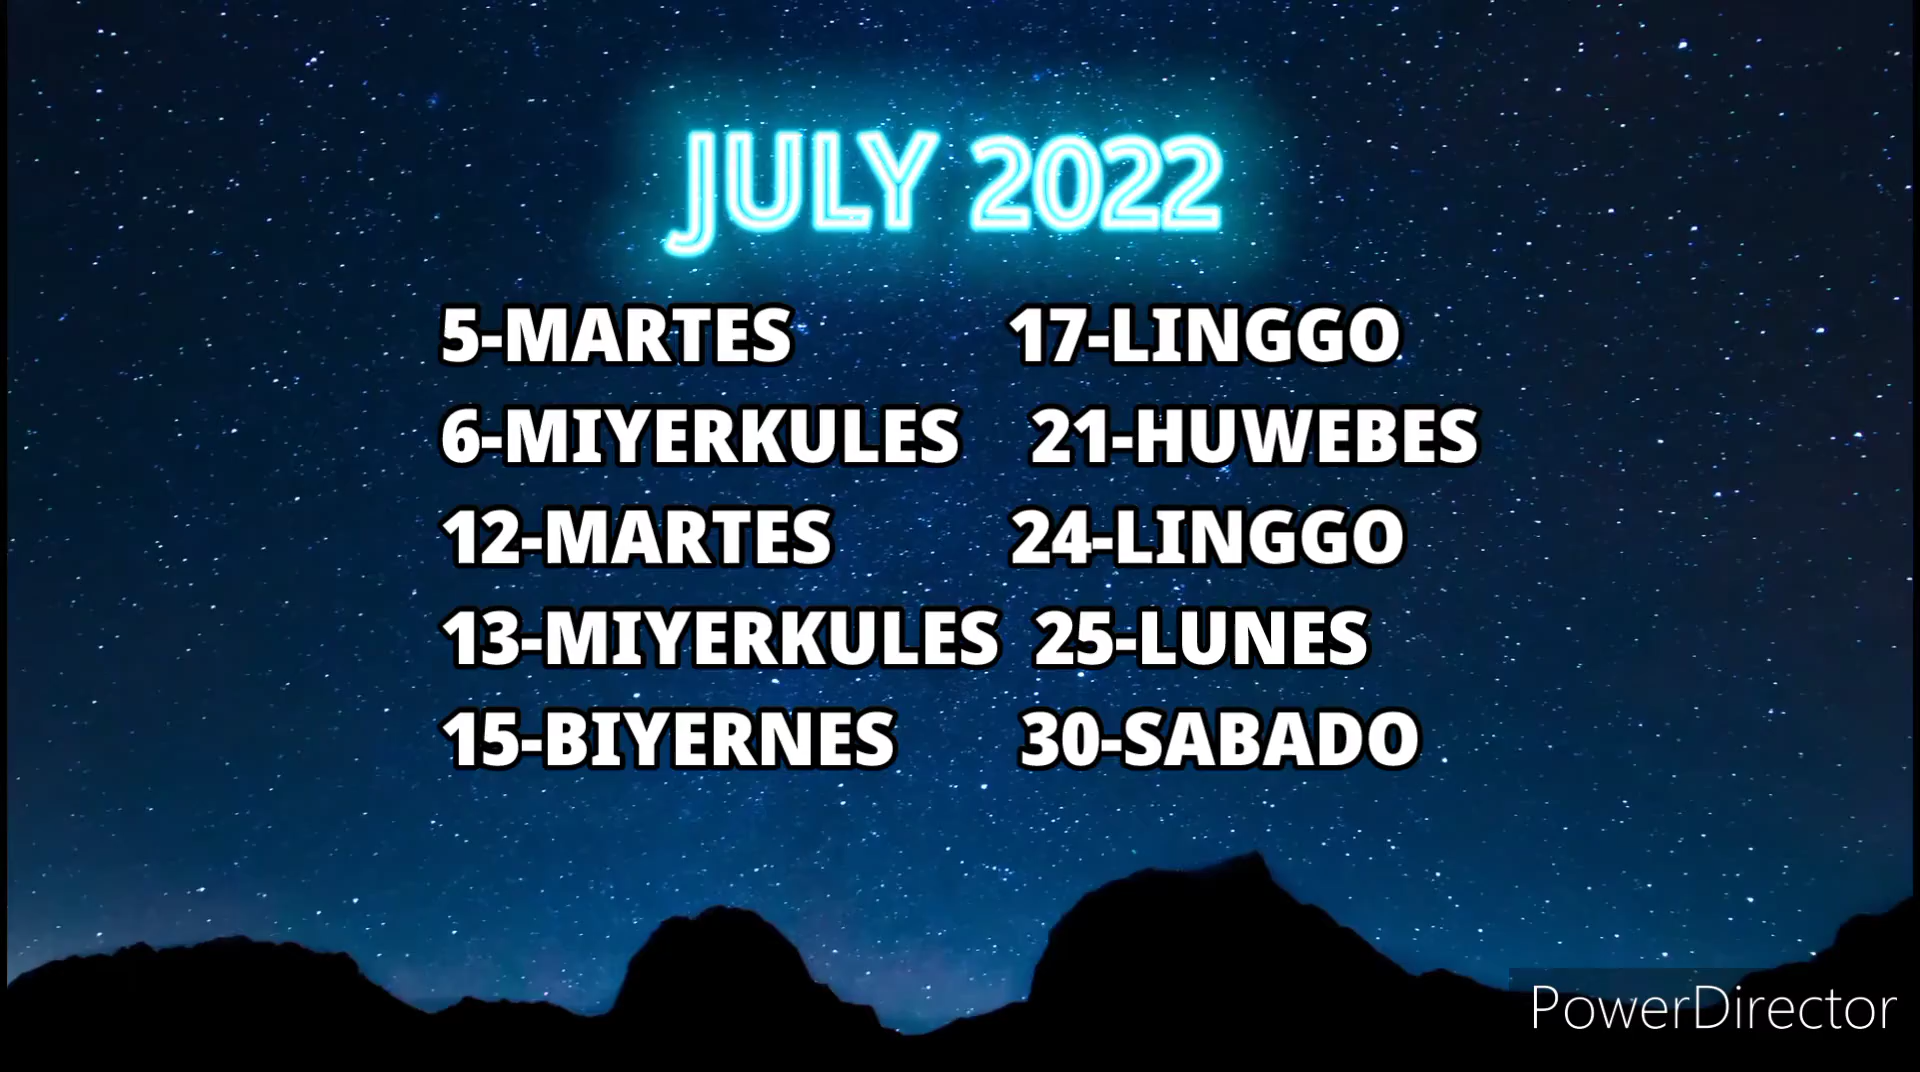 JULY 2022
5-MARTES 17-LINGGO
6-MIYERKULES 21-HUWEBES
12-MARTES 24-LINGGO
13-MIYERKULES 25-LUNES
15-BIYERNES 30-SABADO
PowerDirector